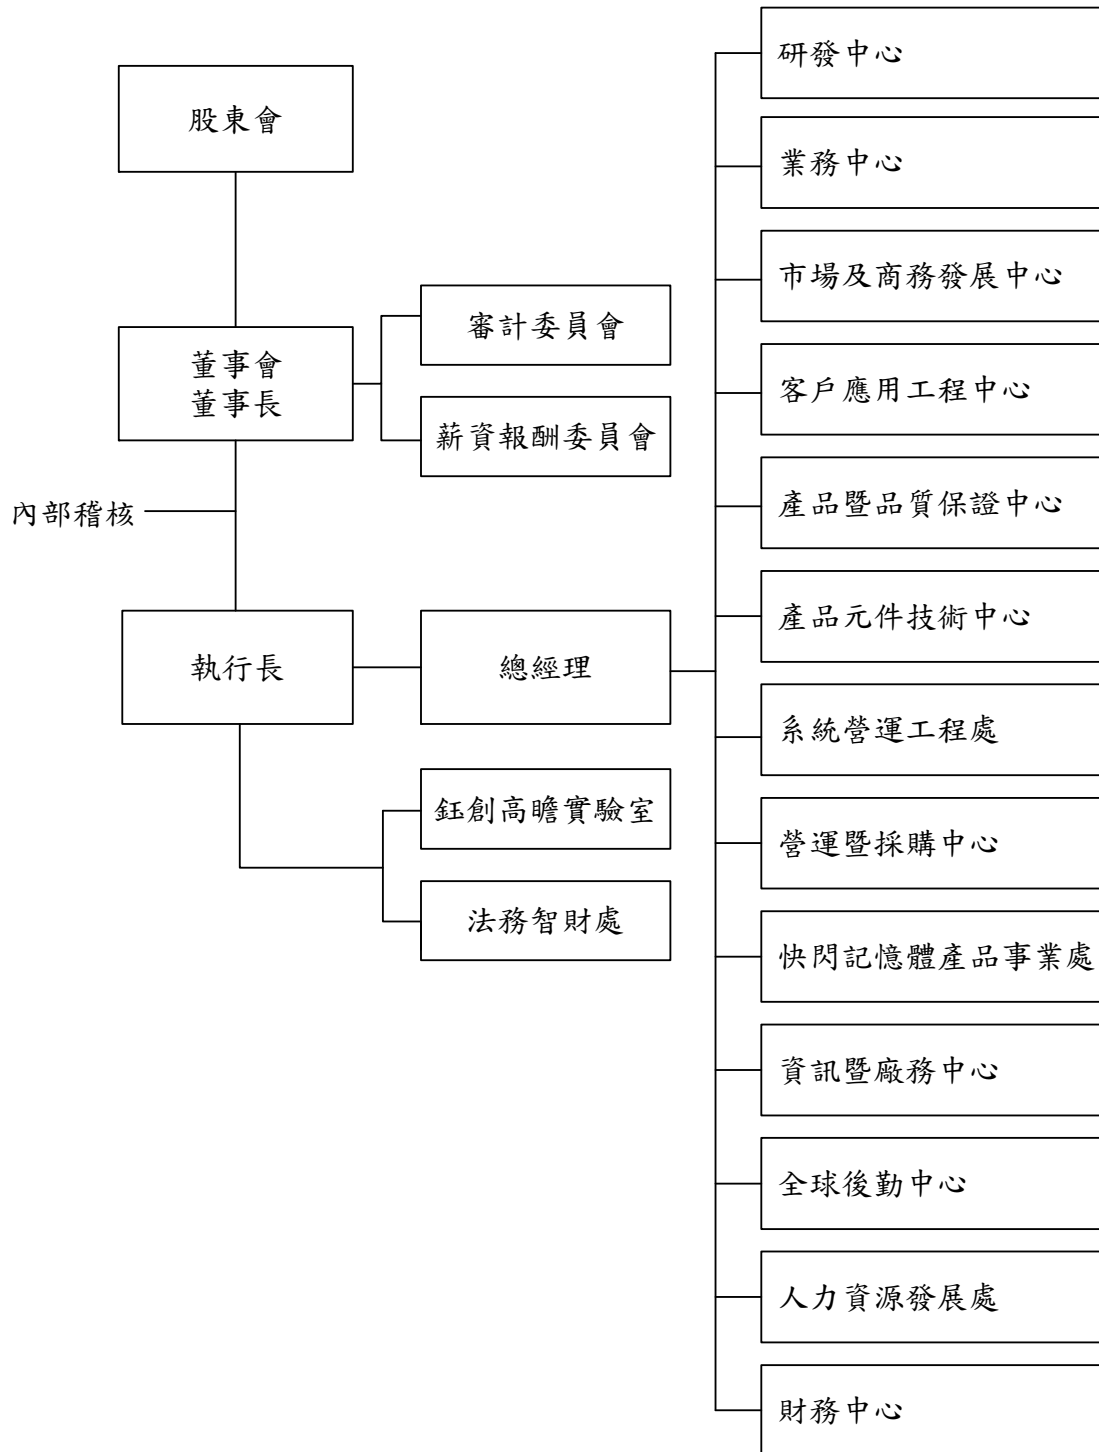 股東會
董事會
董事長
審計委員會
薪資報酬委員會
內部稽核
執行長
總經理
鈺創高瞻實驗室
法務智財處
研發中心
業務中心
市場及商務發展中心
客戶應用工程中心
產品暨品質保證中心
產品元件技術中心
系統營運工程處
營運暨採購中心
快閃記憶體產品事業處
資訊暨廠務中心
全球後勤中心
人力資源發展處
財務中心